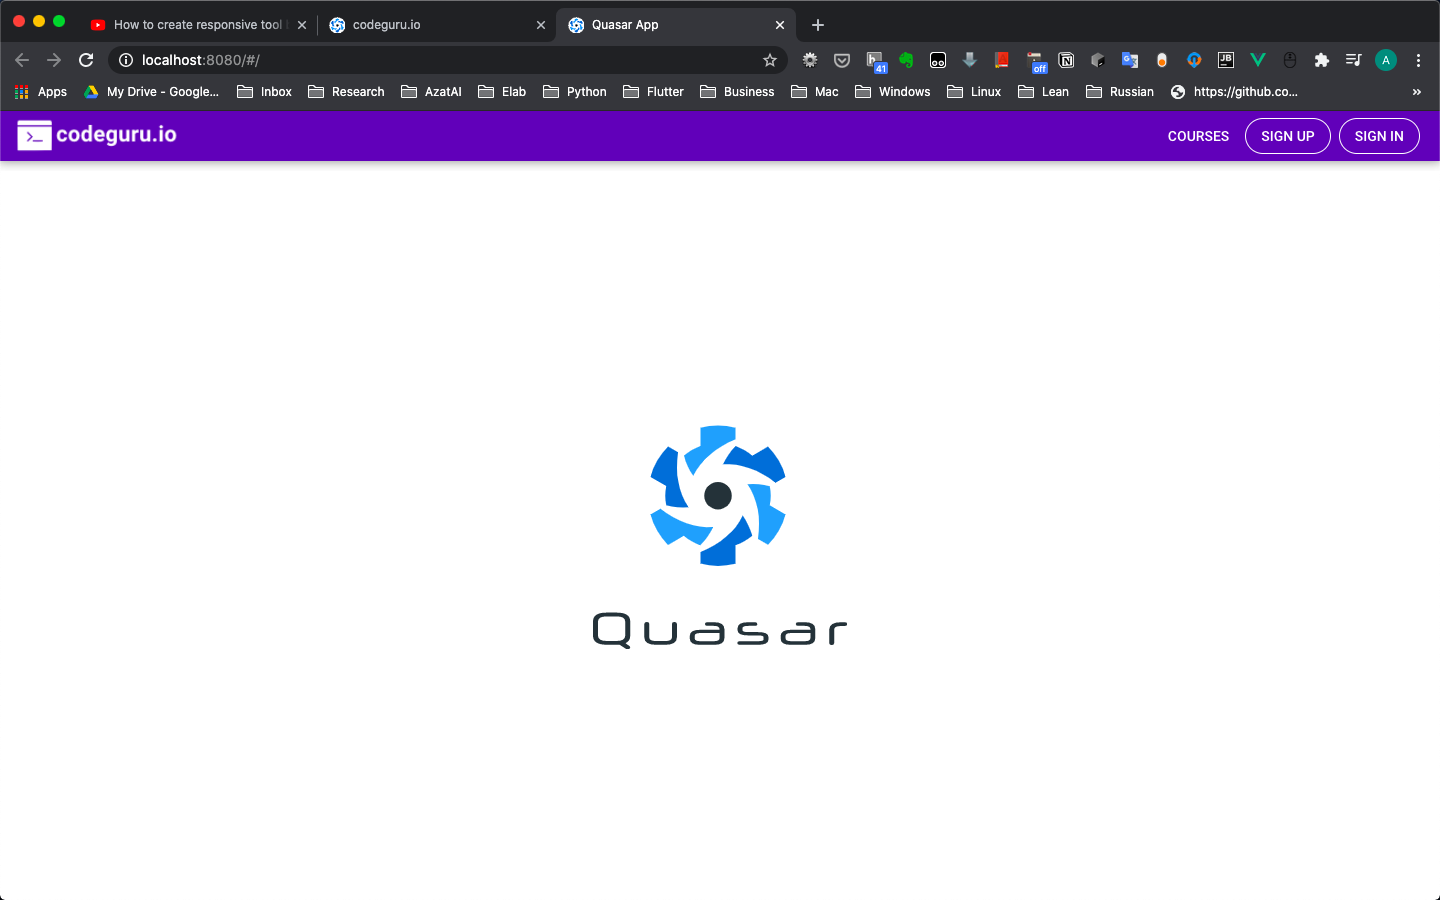 How to create responsive tool
codeguru.io
Quasar App
localhost:8080/#/
41
off
JB
A
Apps
My Drive - Google...
Inbox
Research
AzatAI
Elab
Python
Flutter
Business
Mac
Windows
Linux
Lean
Russian
https://github.co...
codeguru.io
COURSES
SIGN UP
SIGN IN
Quasar